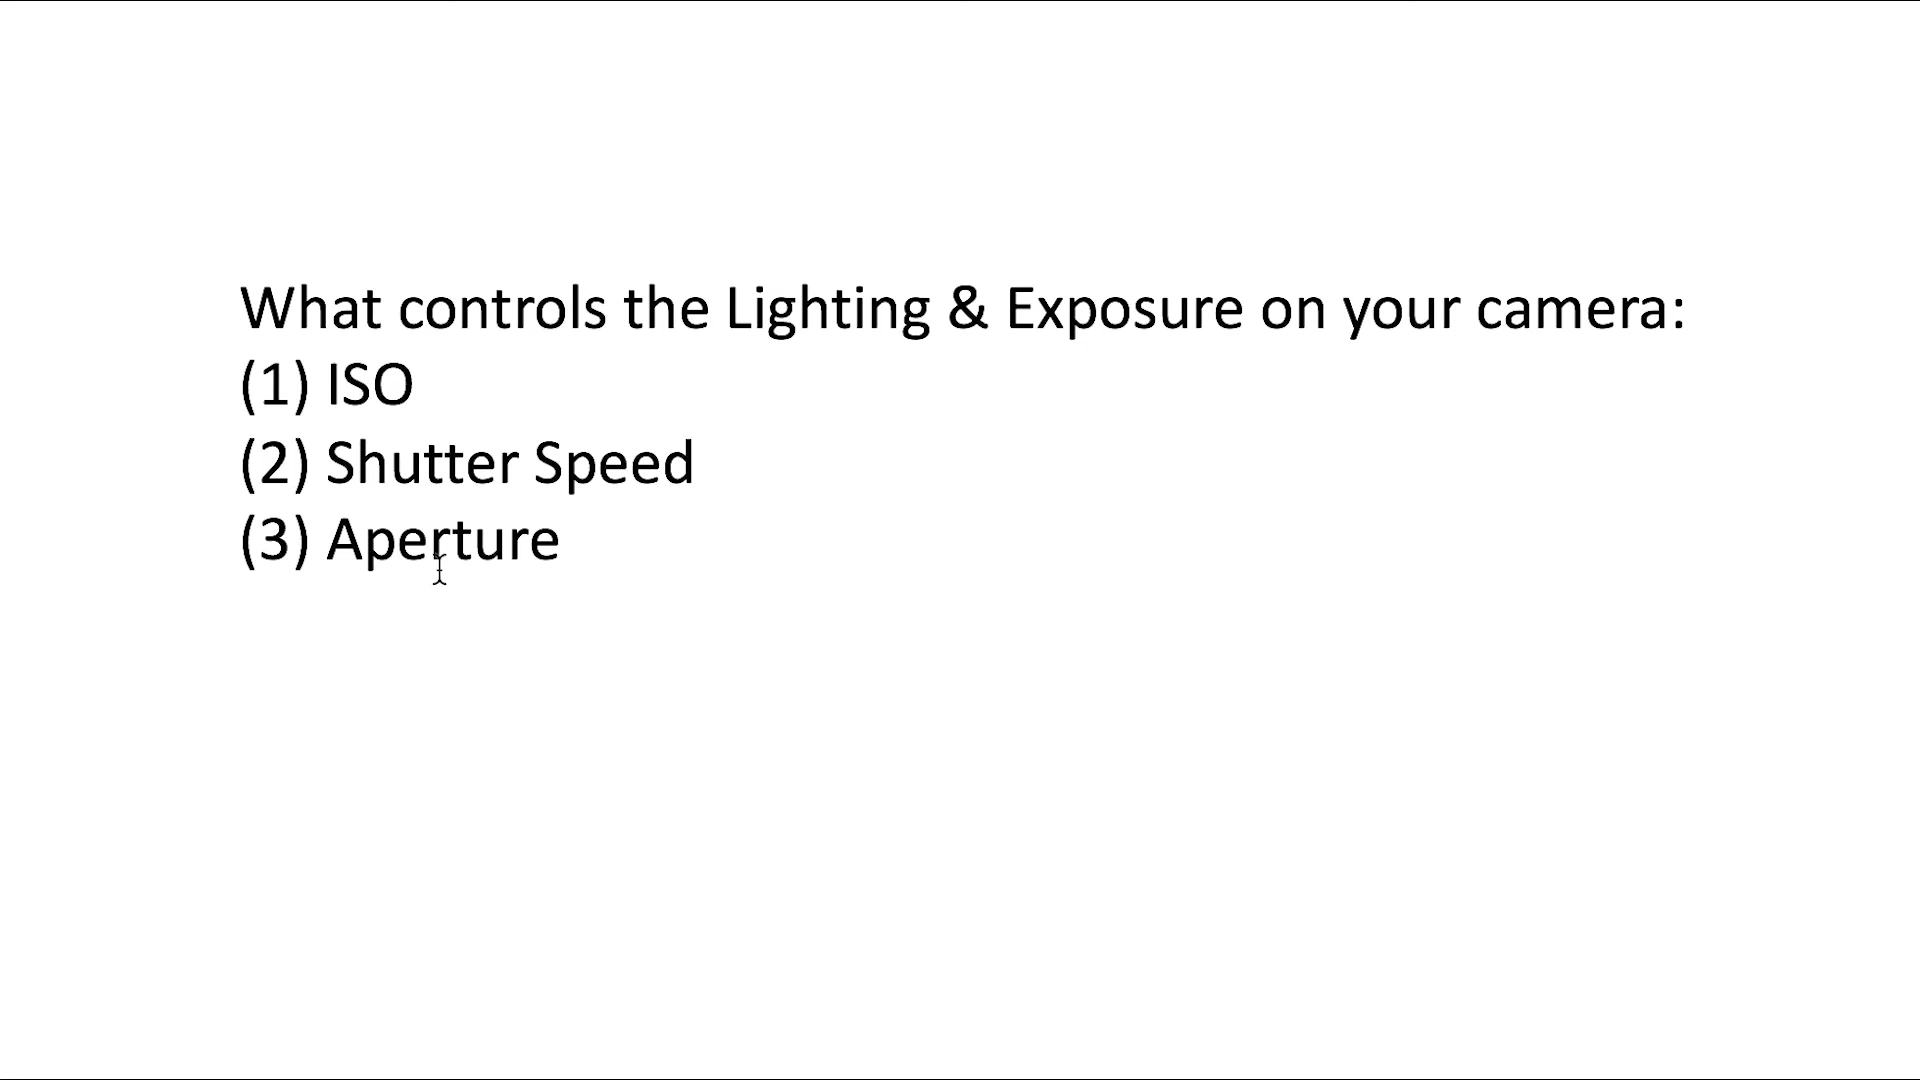 What controls the Lighting & Exposure on your camera:
(1) ISO
(2) Shutter Speed
(3) Aperture